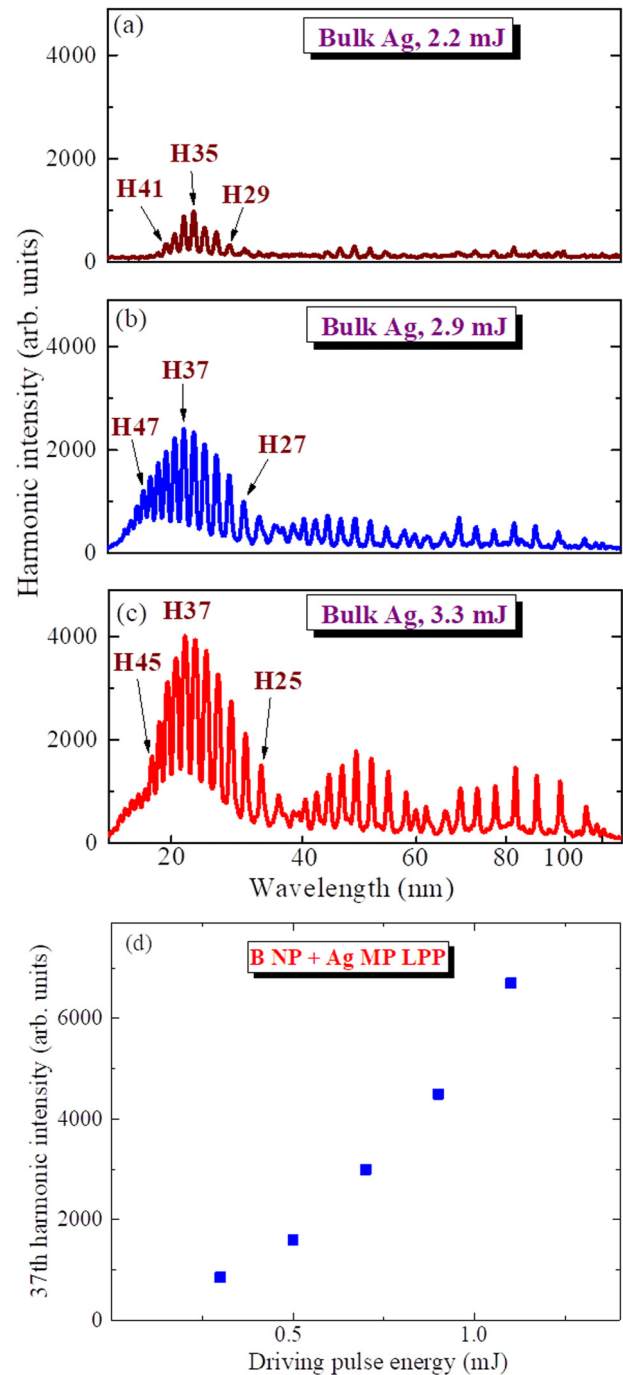 (a)
Bulk Ag, 2.2 mJ
4000
2000
0
H41
H35
H29
(b)
Bulk Ag, 2.9 mJ
4000
2000
0
H47
H37
H27
Harmonic intensity (arb. units)
(c)
Bulk Ag, 3.3 mJ
4000
2000
0
H45
H37
H25
20
40
60
80
100
Wavelength (nm)
(d)
B NP + Ag MP LPP
6000
4000
2000
0
37th harmonic intensity (arb. units)
0.5
1.0
Driving pulse energy (mJ)